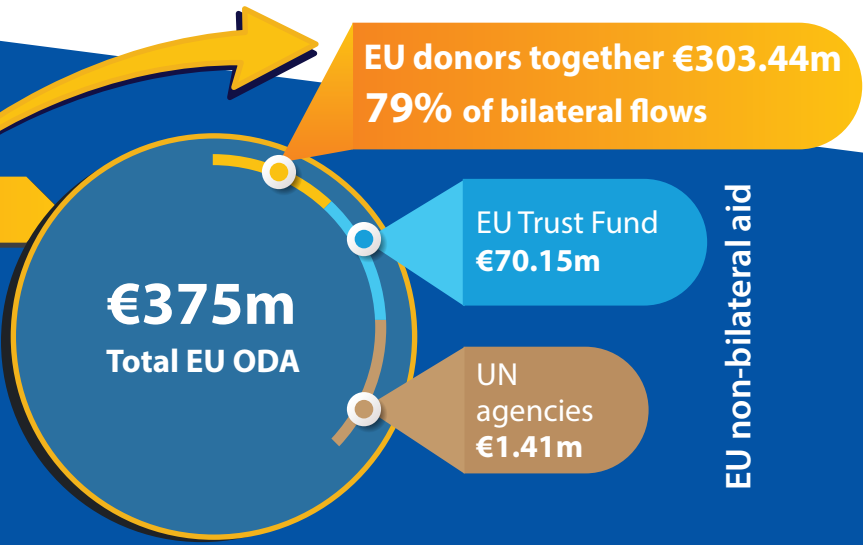 EU donors together €303.44m
79% of bilateral flows
EU Trust Fund
€70.15m
€375m
Total EU ODA
UN
agencies
€1.41m
EU non-bilateral aid